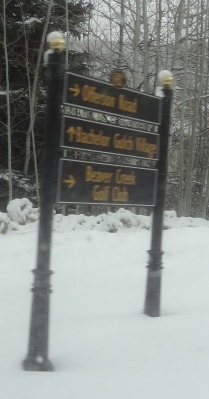 → Offerson Road
↑ Bachelor Gulch Village
→ Beaver Creek
Golf Club